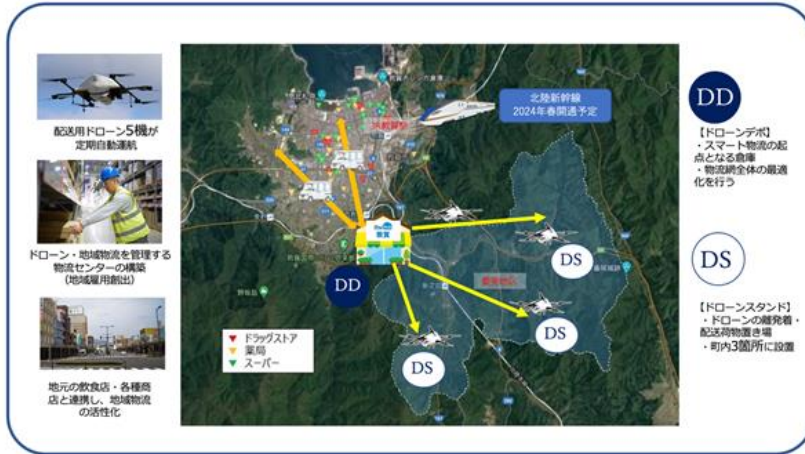 配送用ドローン5機が
定期自動運航
ドローン・地域物流を管理する
物流センターの構築
(地域雇用創出)
地元の飲食店・各種商
店と連携し、地域物流
の活性化
北陸新幹線
2024年春開通予定
敦賀
DD
DS
DS
DS
▼ドラッグストア
▼薬局
▼スーパー
DD
【ドローンデポ】
・スマート物流の起
点となる倉庫
・物流網全体の最適
化を行う
DS
【ドローンスタンド】
・ドローンの離発着・
配送荷物置き場
・町内3箇所に設置